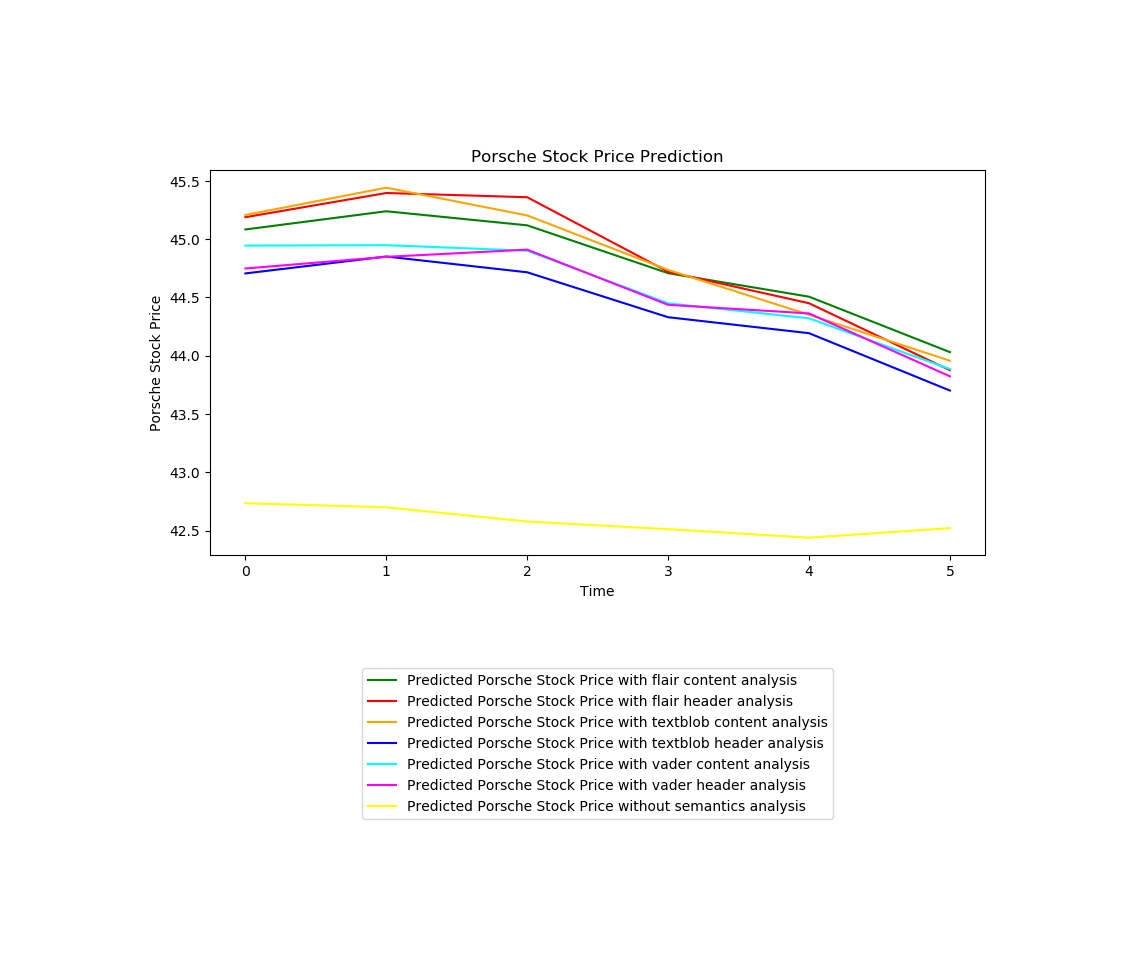 Porsche Stock Price Prediction
45.5
45.0
44.5
44.0
43.5
43.0
42.5
Porsche Stock Price
0 1 2 3 4 5
Time
Predicted Porsche Stock Price with flair content analysis
Predicted Porsche Stock Price with flair header analysis
Predicted Porsche Stock Price with textblob content analysis
Predicted Porsche Stock Price with textblob header analysis
Predicted Porsche Stock Price with vader content analysis
Predicted Porsche Stock Price with vader header analysis
Predicted Porsche Stock Price without semantics analysis